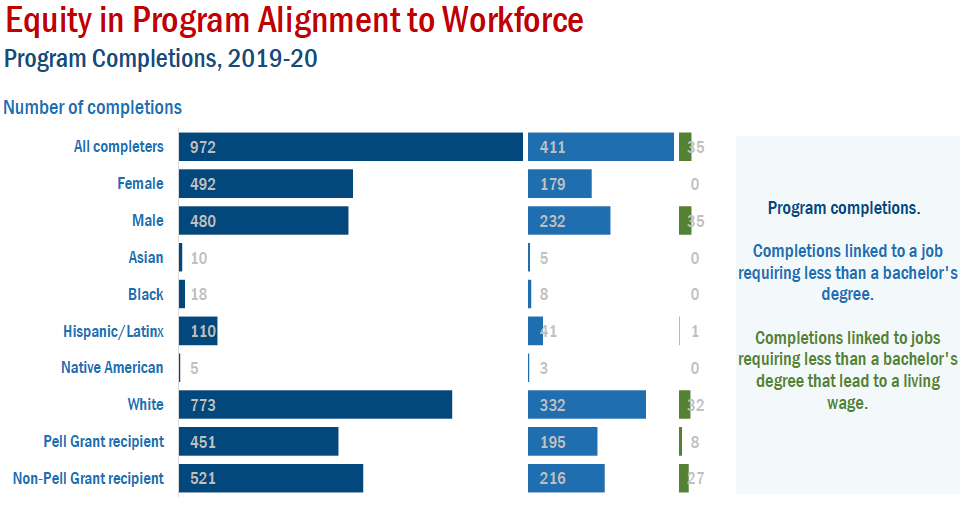 Equity in Program Alignment to Workforce
Program Completions, 2019-20
Number of completions
All completers 972 411 35
Female 492 179 0
Male 480 232 35
Asian 10 5 0
Black 18 8 0
Hispanic/Latinx 110 41 1
Native American 5 3 0
White 773 332 32
Pell Grant recipient 451 195 8
Non-Pell Grant recipient 521 216 27
Program completions.
Completions linked to a job
requiring less than a bachelor's
degree.
Completions linked to jobs
requiring less than a bachelor's
degree that lead to a living
wage.